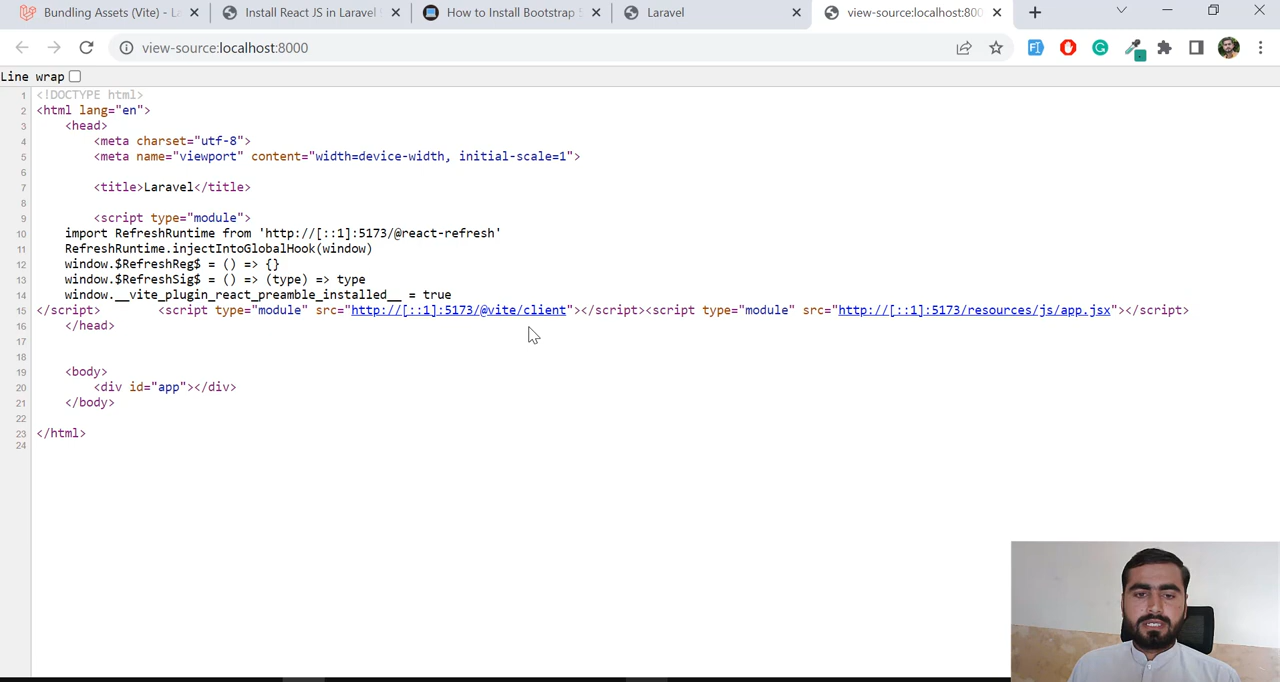 Bundling Assets (Vite) - La
Install React JS in Laravel
How to Install Bootstrap 5
Laravel
view-source:localhost:800
view-source:localhost:8000
Line wrap
1 <!DOCTYPE html>
2 <html lang="en">
3 <head>
4 <meta charset="utf-8">
5 <meta name="viewport" content="width=device-width, initial-scale=1">
6
7 <title>Laravel</title>
8
9 <script type="module">
10 import RefreshRuntime from 'http://[::1]:5173/@react-refresh'
11 RefreshRuntime.injectIntoGlobalHook(window)
12 window.$RefreshReg$ = () => {}
13 window.$RefreshSig$ = () => (type) => type
14 window.__vite_plugin_react_preamble_installed__ = true
15 </script> <script type="module" src="http://[::1]:5173/@vite/client"></script><script type="module" src="http://[::1]:5173/resources/js/app.jsx"></script>
16 </head>
17
18
19 <body>
20 <div id="app"></div>
21 </body>
22
23 </html>
24